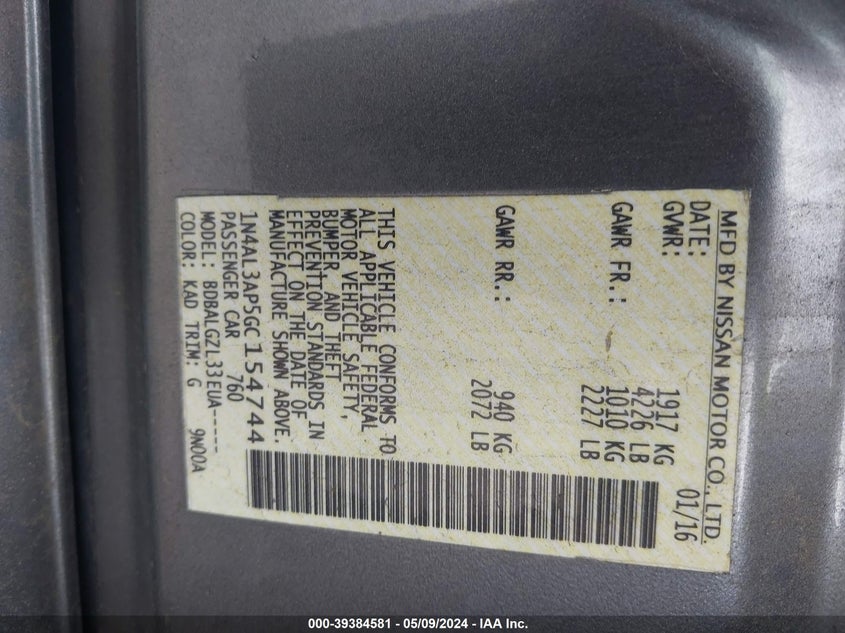 MFD BY NISSAN MOTOR CO., LTD.
DATE: 01/16
GVWR: 1917 KG
4226 LB
GAWR FR.: 1010 KG
2227 LB
GAWR RR.: 940 KG
2072 LB
THIS VEHICLE CONFORMS TO
ALL APPLICABLE FEDERAL
MOTOR VEHICLE SAFETY,
BUMPER, AND THEFT
PREVENTION STANDARDS IN
EFFECT ON THE DATE OF
MANUFACTURE SHOWN ABOVE.
1N4AL3AP5GC154744
PASSENGER CAR 760
MODEL: BDBALGZL33EUA-----
COLOR: KAD TRIM: G 9N00A
000-39384581 - 05/09/2024 - IAA Inc.